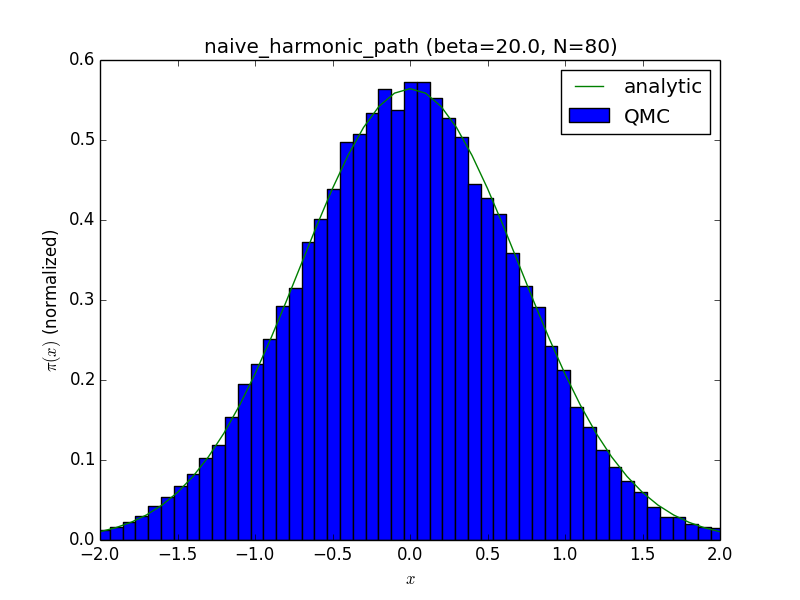 naive_harmonic_path (beta=20.0, N=80)
analytic
QMC
0.6
0.5
0.4
0.3
0.2
0.1
0.0
π(x) (normalized)
−2.0 −1.5 −1.0 −0.5 0.0 0.5 1.0 1.5 2.0
x